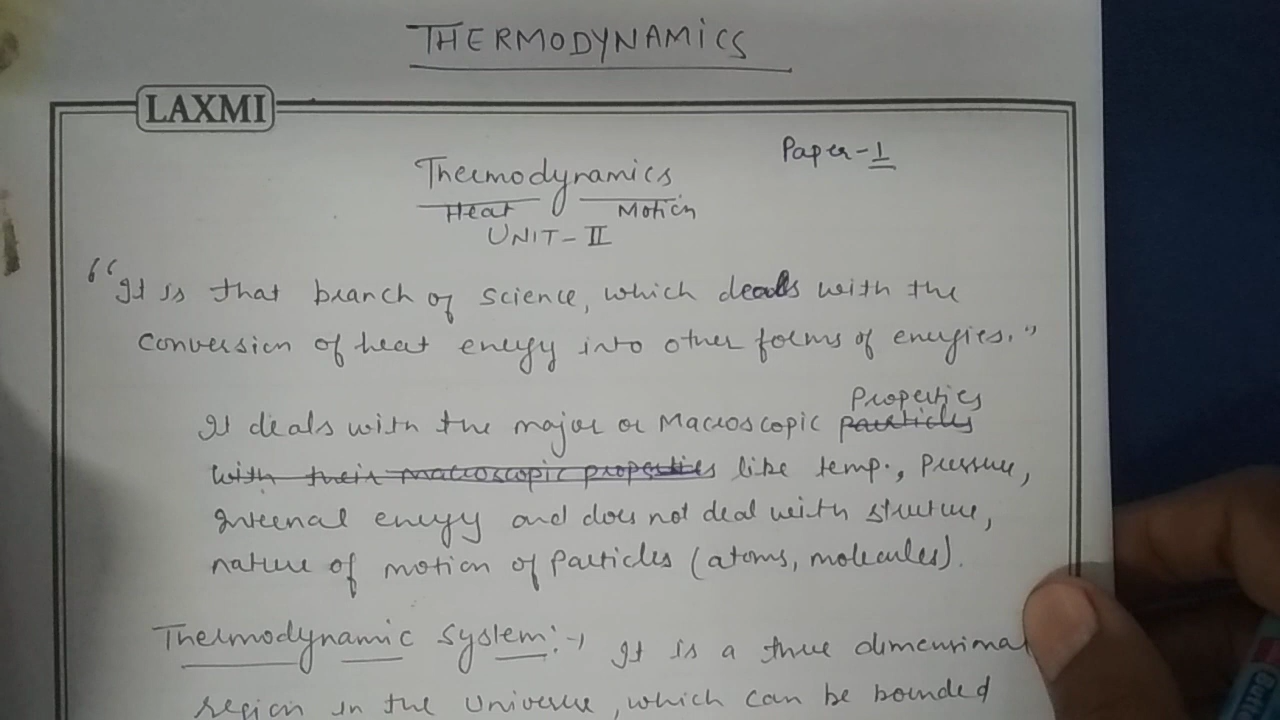 THERMODYNAMICS
LAXMI
Paper-1
Thermodynamics
Heat Motion
UNIT-II
“It is that branch of science, which deals with the
conversion of heat energy into other forms of energies.”
Properties
It deals with the major or Macroscopic particles
with their macroscopic properties like temp., Pressure,
Internal energy and does not deal with structure,
nature of motion of Particles (atoms, molecules).
Thermodynamic System:- It is a three dimensional
region in the Universe, which can be bounded